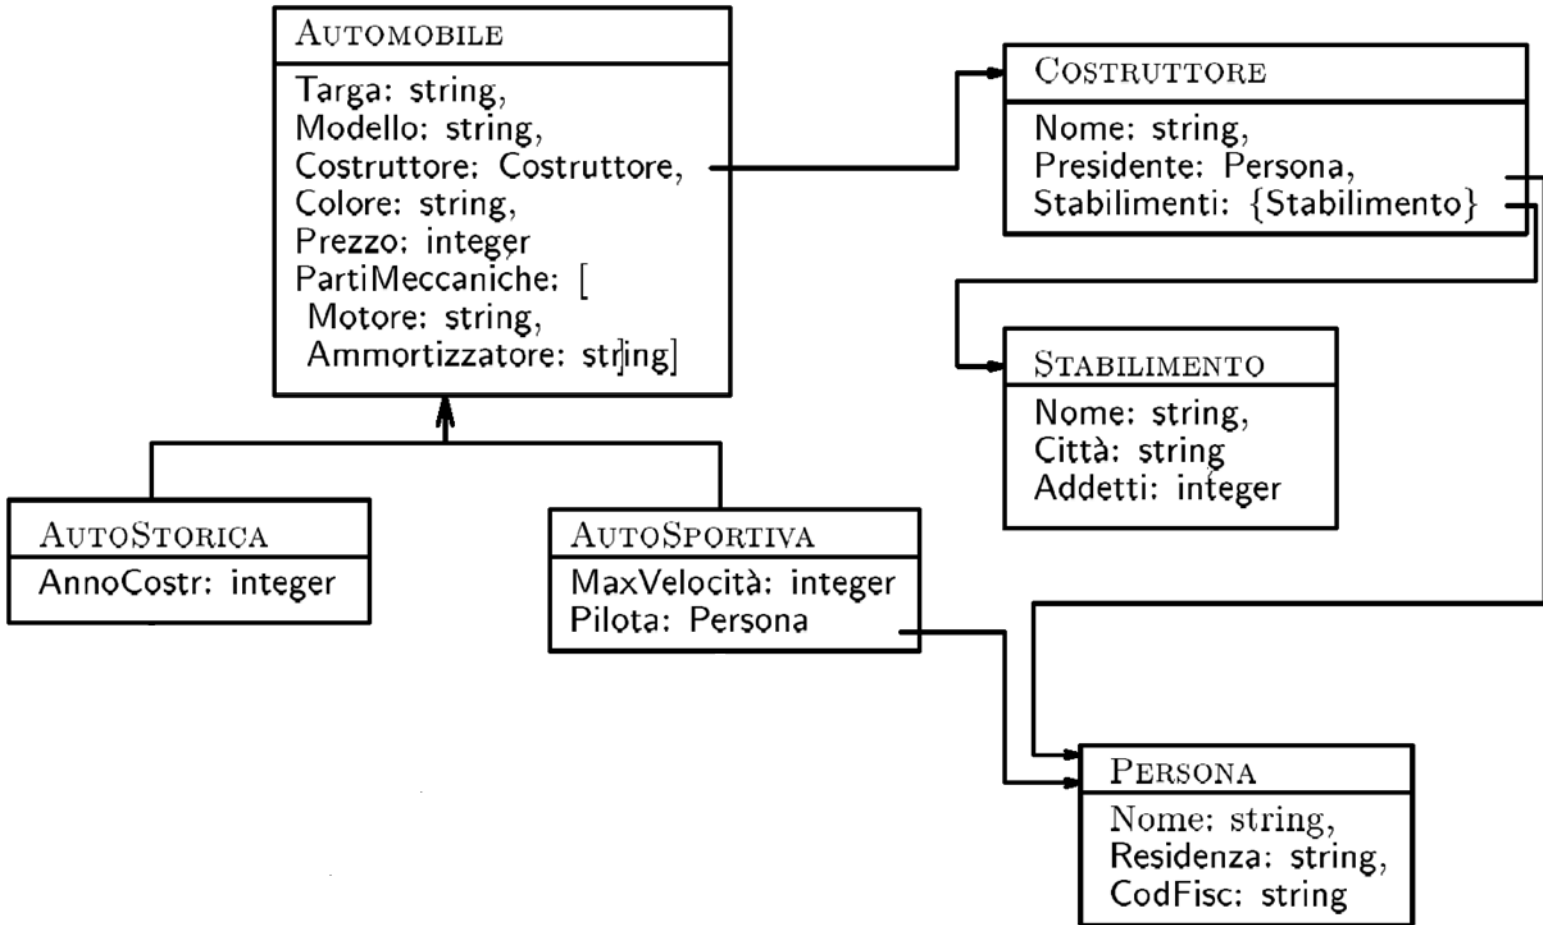 AUTOMOBILE
Targa: string,
Modello: string,
Costruttore: Costruttore,
Colore: string,
Prezzo: integer
PartiMeccaniche: [
Motore: string,
Ammortizzatore: str]ing]
COSTRUTTORE
Nome: string,
Presidente: Persona,
Stabilimenti: {Stabilimento}
STABILIMENTO
Nome: string,
Città: string
Addetti: integer
AUTOSTORICA
AnnoCostr: integer
AUTOSPORTIVA
MaxVelocità: integer
Pilota: Persona
PERSONA
Nome: string,
Residenza: string,
CodFisc: string